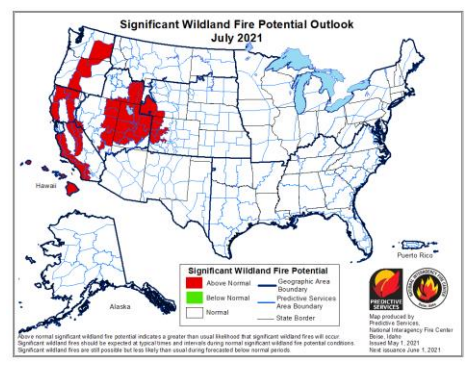 Significant Wildland Fire Potential Outlook
July 2021
Hawaii
Alaska
Puerto Rico
Significant Wildland Fire Potential
Above Normal
Below Normal
Normal
Geographic Area
Boundary
Predictive Services
Area Boundary
State Border
PREDICTIVE
SERVICES
Map produced by
Predictive Services,
National Interagency Fire Center
Boise, Idaho
Issued May 1, 2021
Next issuance June 1, 2021
Above normal significant wildland fire potential indicates a greater than usual likelihood that significant wildland fires will occur.
Significant wildland fires should be expected at typical times and intervals during normal significant wildland fire potential conditions.
Significant wildland fires are still possible but less likely than usual during forecasted below normal periods.